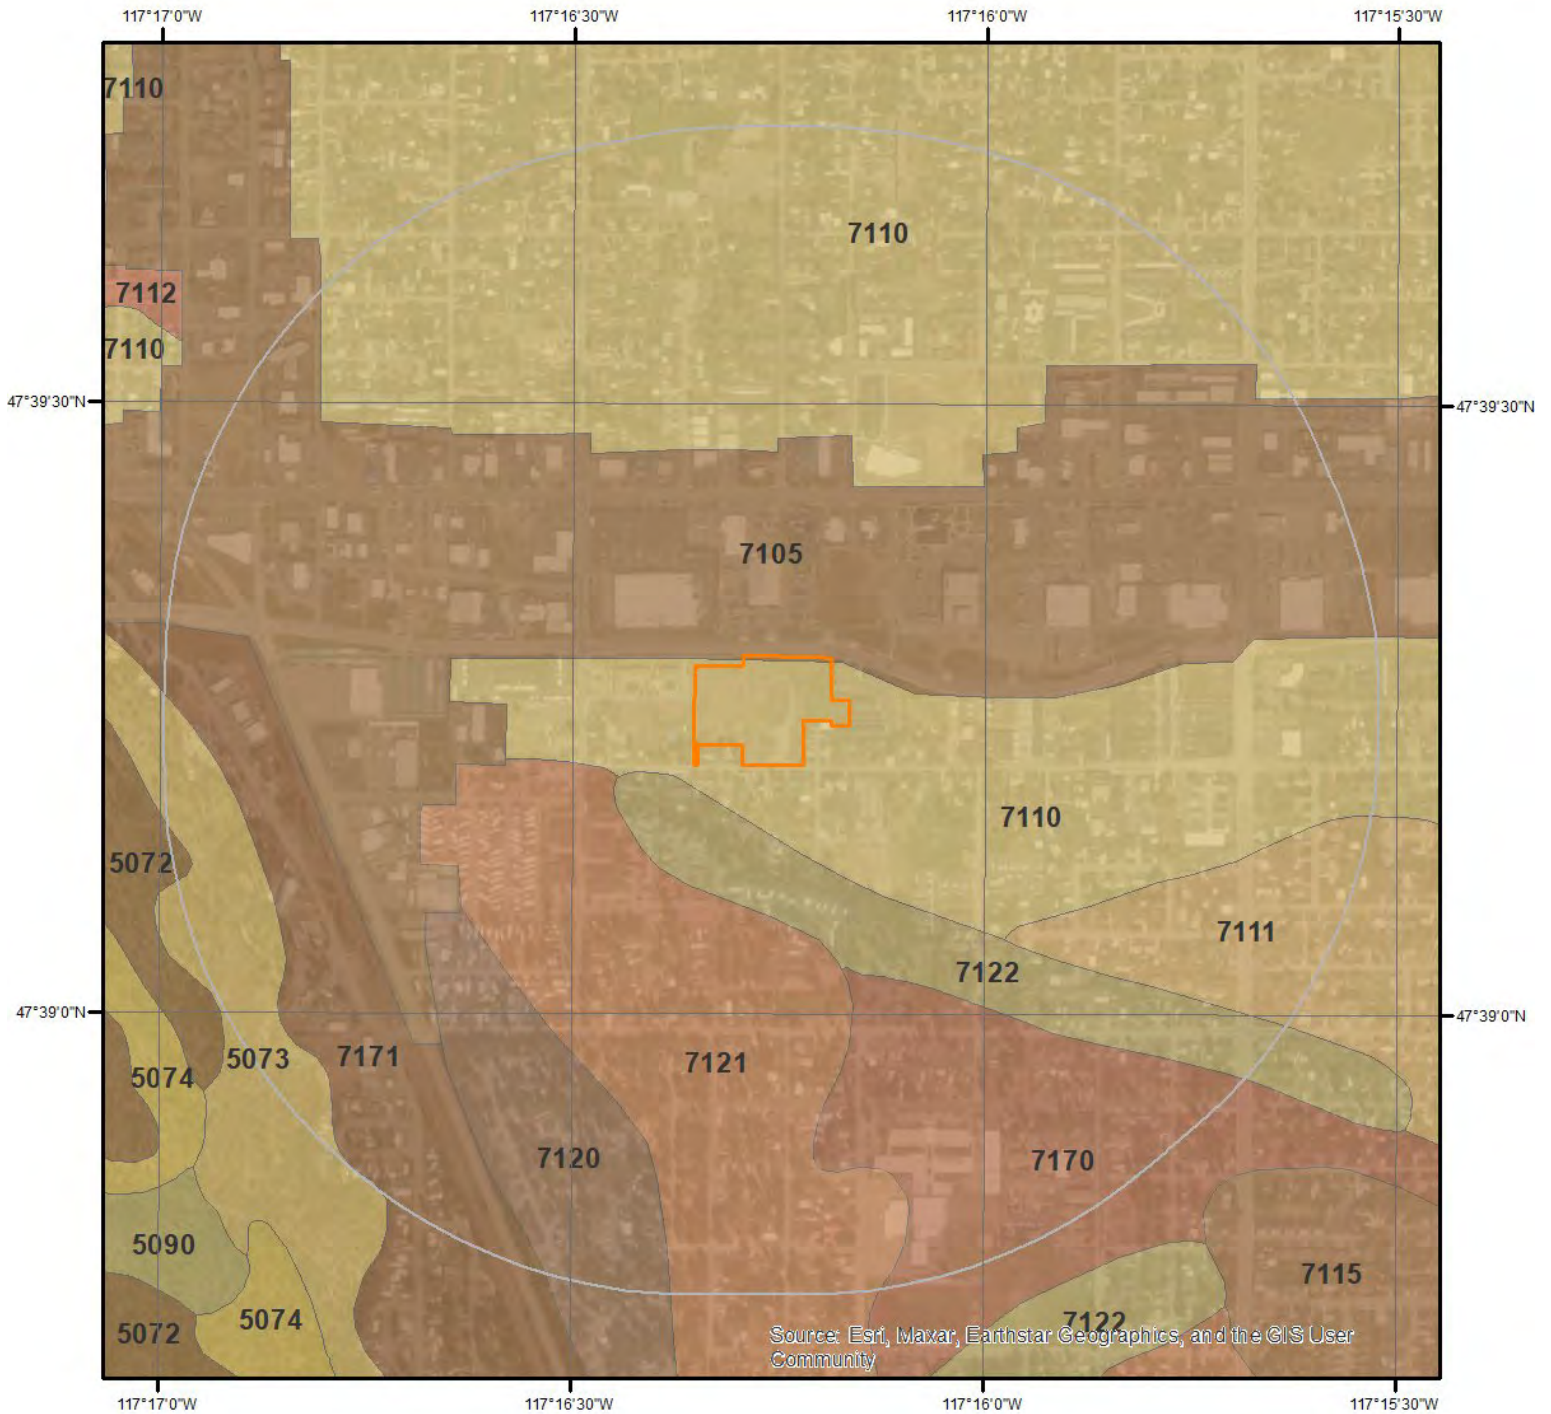 117°17'0"W 117°16'30"W 117°16'0"W 117°15'30"W
7110
7110
7112
7110
47°39'30"N 47°39'30"N
7105
7110
5072
7111
7122
47°39'0"N 47°39'0"N
5073 7171 7121
5074
7120 7170
5090
7115
5074 7122
5072
Source: Esri, Maxar, Earthstar Geographics, and the GIS User
Community
117°17'0"W 117°16'30"W 117°16'0"W 117°15'30"W